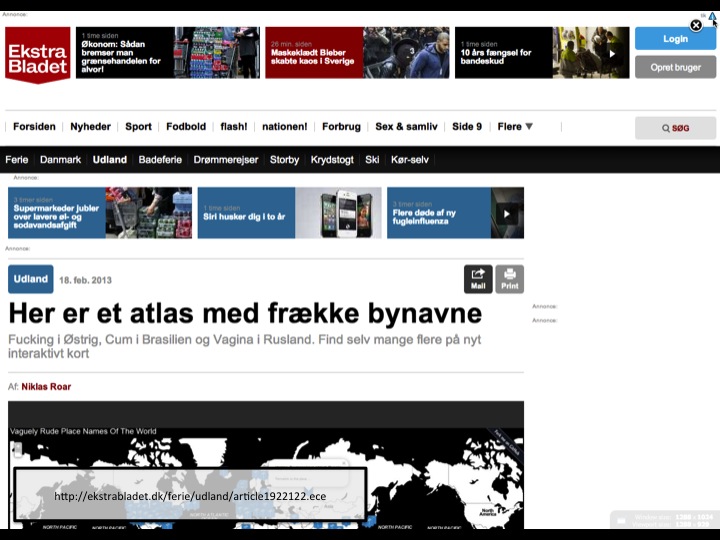 Annonce:
Ekstra
Bladet
1 time siden
Økonom: Sådan
bremser man
grænsehandelen for
alvor!
26 min. siden
Maskeklædt Bieber
skabte kaos i Sverige
1 time siden
10 års fængsel for
bandeskud
Login
Opret bruger
Forsiden
Nyheder
Sport
Fodbold
flash!
nationen!
Forbrug
Sex & samliv
Side 9
Flere
SØG
Ferie
Danmark
Udland
Badeferie
Drømmerejser
Storby
Krydstogt
Ski
Kør-selv
Annonce:
3 timer siden
Supermarkeder jubler
over lavere øl- og
sodavandsafgift
1 time siden
Siri husker dig i to år
3 timer siden
Flere døde af ny
fugleinfluenza
Annonce:
Udland
18. feb. 2013
Mail
Print
Her er et atlas med frække bynavne
Fucking i Østrig, Cum i Brasilien og Vagina i Rusland. Find selv mange flere på nyt
interaktivt kort
Annonce:
Annonce:
Af: Niklas Roar
Vaguely Rude Place Names Of The World
http://ekstrabladet.dk/ferie/udland/article1922122.ece
North
America
NORTH PACIFIC
NORTH ATLANTIC
NORTH PACIFIC
NORTH ATLANTIC